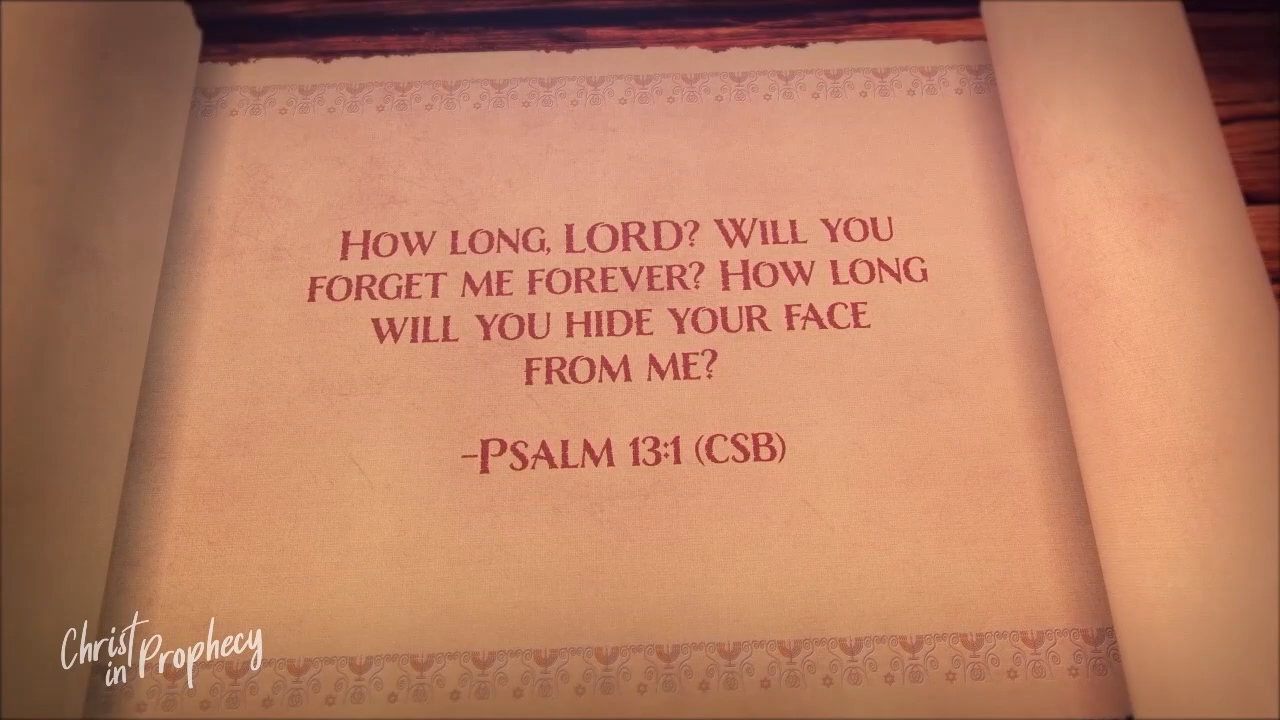 How long, LORD? Will you
forget me forever? How long
will you hide your face
from me?
-Psalm 13:1 (CSB)
Christ
in Prophecy